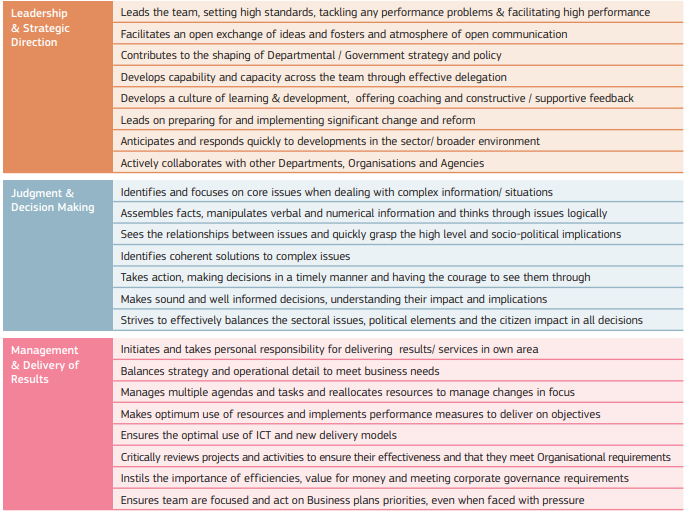 Leadership
& Strategic
Direction
Leads the team, setting high standards, tackling any performance problems & facilitating high performance
Facilitates an open exchange of ideas and fosters and atmosphere of open communication
Contributes to the shaping of Departmental / Government strategy and policy
Develops capability and capacity across the team through effective delegation
Develops a culture of learning & development, offering coaching and constructive / supportive feedback
Leads on preparing for and implementing significant change and reform
Anticipates and responds quickly to developments in the sector/ broader environment
Actively collaborates with other Departments, Organisations and Agencies
Judgment &
Decision Making
Identifies and focuses on core issues when dealing with complex information/ situations
Assembles facts, manipulates verbal and numerical information and thinks through issues logically
Sees the relationships between issues and quickly grasp the high level and socio-political implications
Identifies coherent solutions to complex issues
Takes action, making decisions in a timely manner and having the courage to see them through
Makes sound and well informed decisions, understanding their impact and implications
Strives to effectively balances the sectoral issues, political elements and the citizen impact in all decisions
Management
& Delivery of
Results
Initiates and takes personal responsibility for delivering results/ services in own area
Balances strategy and operational detail to meet business needs
Manages multiple agendas and tasks and reallocates resources to manage changes in focus
Makes optimum use of resources and implements performance measures to deliver on objectives
Ensures the optimal use of ICT and new delivery models
Critically reviews projects and activities to ensure their effectiveness and that they meet Organisational requirements
Instils the importance of efficiencies, value for money and meeting corporate governance requirements
Ensures team are focused and act on Business plans priorities, even when faced with pressure